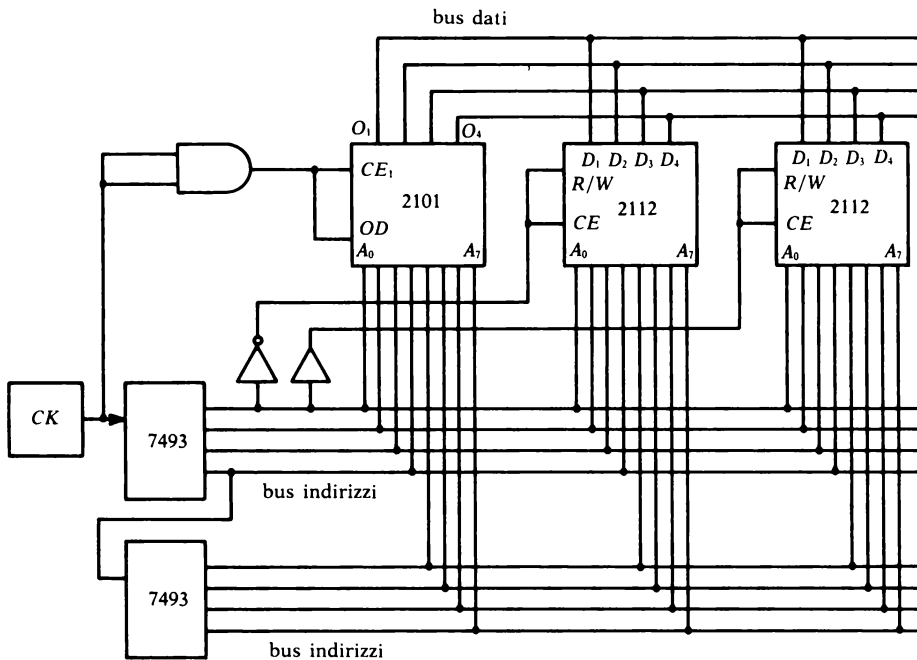 bus dati
O₁
O₄
D₁ D₂ D₃ D₄
D₁ D₂ D₃ D₄
CE₁
R/W
R/W
2101
2112
2112
OD
CE
CE
A₀
A₇
A₀
A₇
A₀
A₇
CK
7493
bus indirizzi
7493
bus indirizzi